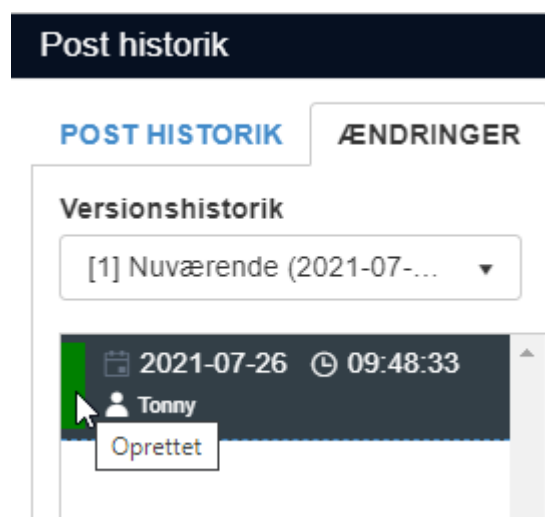 Post historik
POST HISTORIK ÆNDRINGER
Versionshistorik
[1] Nuværende (2021-07-...
2021-07-26 09:48:33
Tonny
Oprettet